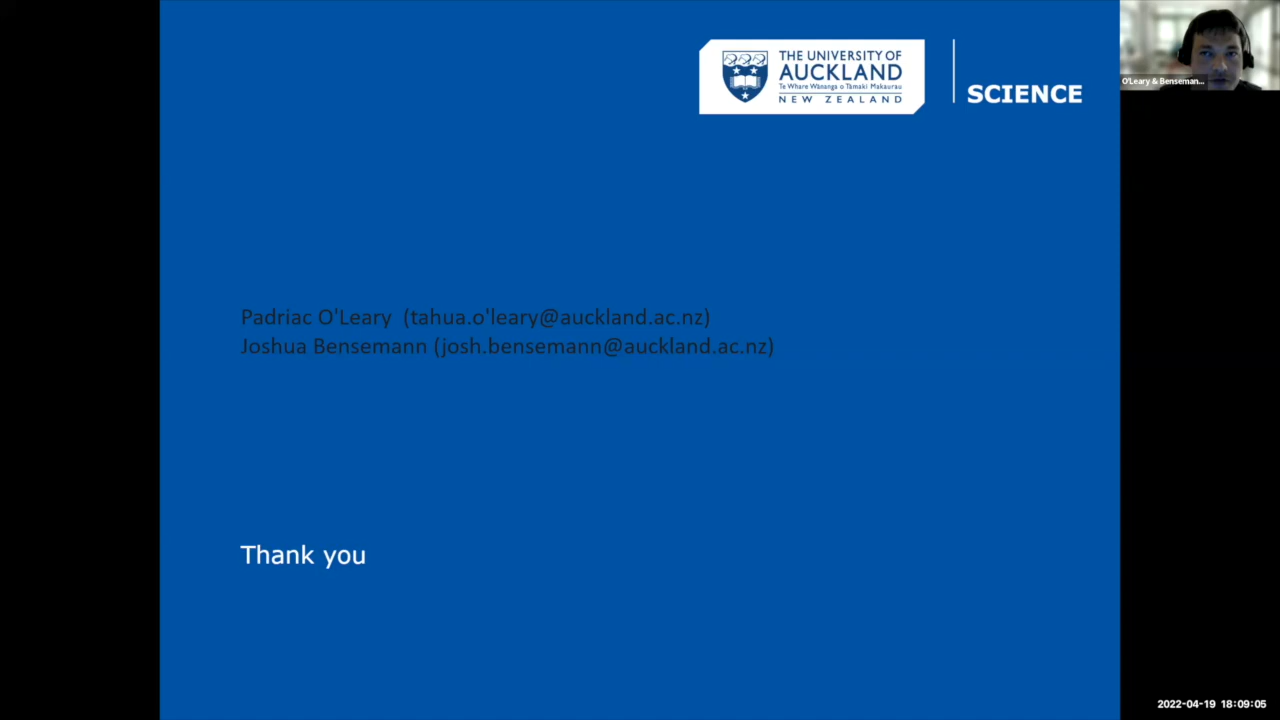 THE UNIVERSITY OF
AUCKLAND
Te Whare Wānanga o Tāmaki Makaurau
NEW ZEALAND
SCIENCE
O'Leary & Benseman...
Padriac O'Leary (tahua.o'leary@auckland.ac.nz)
Joshua Bensemann (josh.bensemann@auckland.ac.nz)
Thank you
2022-04-19 18:09:05